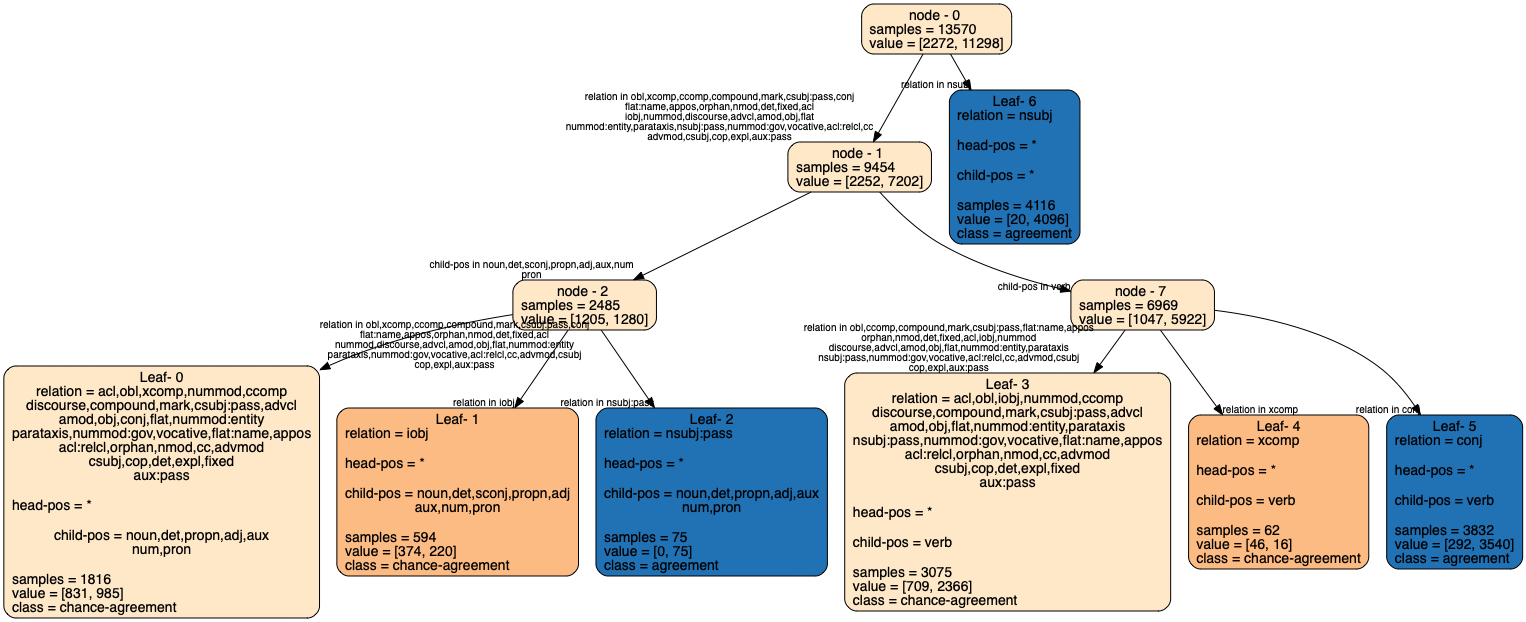 node - 0
samples = 13570
value = [2272, 11298]
relation in obl,xcomp,ccomp,compound,mark,csubj:pass,conj
flat:name,appos,orphan,nmod,det,fixed,acl
iobj,nummod,discourse,advcl,amod,obj,flat
nummod:entity,parataxis,nsubj:pass,nummod:gov,vocative,acl:relcl,cc
advmod,csubj,cop,expl,aux:pass
relation in nsubj
Leaf- 6
relation = nsubj
head-pos = *
child-pos = *
samples = 4116
value = [20, 4096]
class = agreement
node - 1
samples = 9454
value = [2252, 7202]
child-pos in noun,det,sconj,propn,adj,aux,num
pron
child-pos in verb
node - 2
samples = 2485
value = [1205, 1280]
node - 7
samples = 6969
value = [1047, 5922]
relation in obl,xcomp,ccomp,compound,mark,csubj:pass,conj
flat:name,appos,orphan,nmod,det,fixed,acl
nummod,discourse,advcl,amod,obj,flat,nummod:entity
parataxis,nummod:gov,vocative,acl:relcl,cc,advmod,csubj
cop,expl,aux:pass
relation in iobj
relation in nsubj:pass
relation in obl,ccomp,compound,mark,csubj:pass,flat:name,appos
orphan,nmod,det,fixed,acl,iobj,nummod
discourse,advcl,amod,obj,flat,nummod:entity,parataxis
nsubj:pass,nummod:gov,vocative,acl:relcl,cc,advmod,csubj
cop,expl,aux:pass
relation in xcomp
relation in conj
Leaf- 0
relation = acl,obl,xcomp,nummod,ccomp
discourse,compound,mark,csubj:pass,advcl
amod,obj,conj,flat,nummod:entity
parataxis,nummod:gov,vocative,flat:name,appos
acl:relcl,orphan,nmod,cc,advmod
csubj,cop,det,expl,fixed
aux:pass
head-pos = *
child-pos = noun,det,propn,adj,aux
num,pron
samples = 1816
value = [831, 985]
class = chance-agreement
Leaf- 1
relation = iobj
head-pos = *
child-pos = noun,det,sconj,propn,adj
aux,num,pron
samples = 594
value = [374, 220]
class = chance-agreement
Leaf- 2
relation = nsubj:pass
head-pos = *
child-pos = noun,det,propn,adj,aux
num,pron
samples = 75
value = [0, 75]
class = agreement
Leaf- 3
relation = acl,obl,iobj,nummod,ccomp
discourse,compound,mark,csubj:pass,advcl
amod,obj,flat,nummod:entity,parataxis
nsubj:pass,nummod:gov,vocative,flat:name,appos
acl:relcl,orphan,nmod,cc,advmod
csubj,cop,det,expl,fixed
aux:pass
head-pos = *
child-pos = verb
samples = 3075
value = [709, 2366]
class = chance-agreement
Leaf- 4
relation = xcomp
head-pos = *
child-pos = verb
samples = 62
value = [46, 16]
class = chance-agreement
Leaf- 5
relation = conj
head-pos = *
child-pos = verb
samples = 3832
value = [292, 3540]
class = agreement